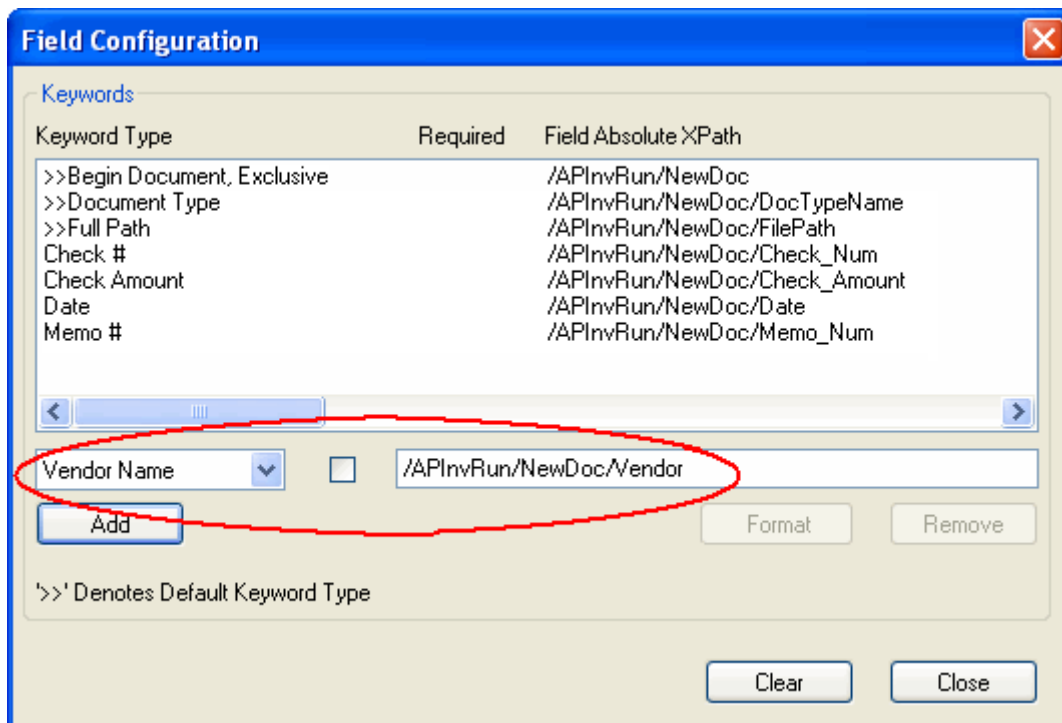 Field Configuration
Keywords
Keyword Type Required Field Absolute XPath
>>Begin Document, Exclusive /APInvRun/NewDoc
>>Document Type /APInvRun/NewDoc/DocTypeName
>>Full Path /APInvRun/NewDoc/FilePath
Check # /APInvRun/NewDoc/Check_Num
Check Amount /APInvRun/NewDoc/Check_Amount
Date /APInvRun/NewDoc/Date
Memo # /APInvRun/NewDoc/Memo_Num
Vendor Name /APInvRun/NewDoc/Vendor
Add Format Remove
'>>' Denotes Default Keyword Type
Clear Close